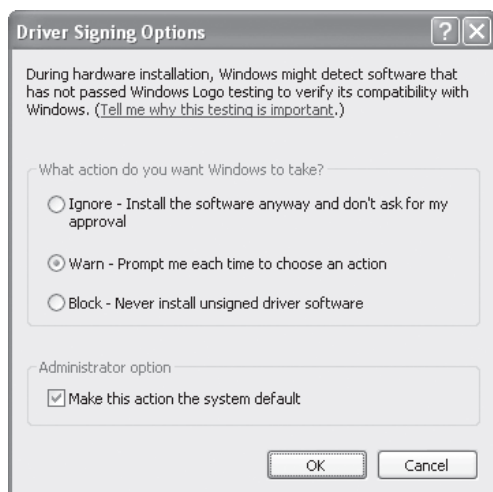 Driver Signing Options
During hardware installation, Windows might detect software that
has not passed Windows Logo testing to verify its compatibility with
Windows. (Tell me why this testing is important.)
What action do you want Windows to take?
Ignore - Install the software anyway and don't ask for my
approval
Warn - Prompt me each time to choose an action
Block - Never install unsigned driver software
Administrator option
Make this action the system default
OK
Cancel